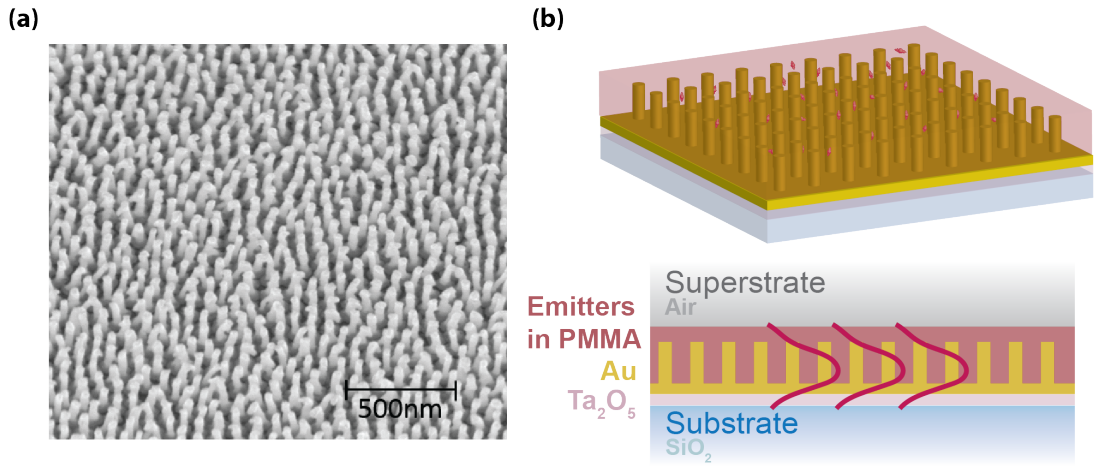 (a)
(b)
500nm
Superstrate
Air
Emitters
in PMMA
Au
Ta2O5
Substrate
SiO2